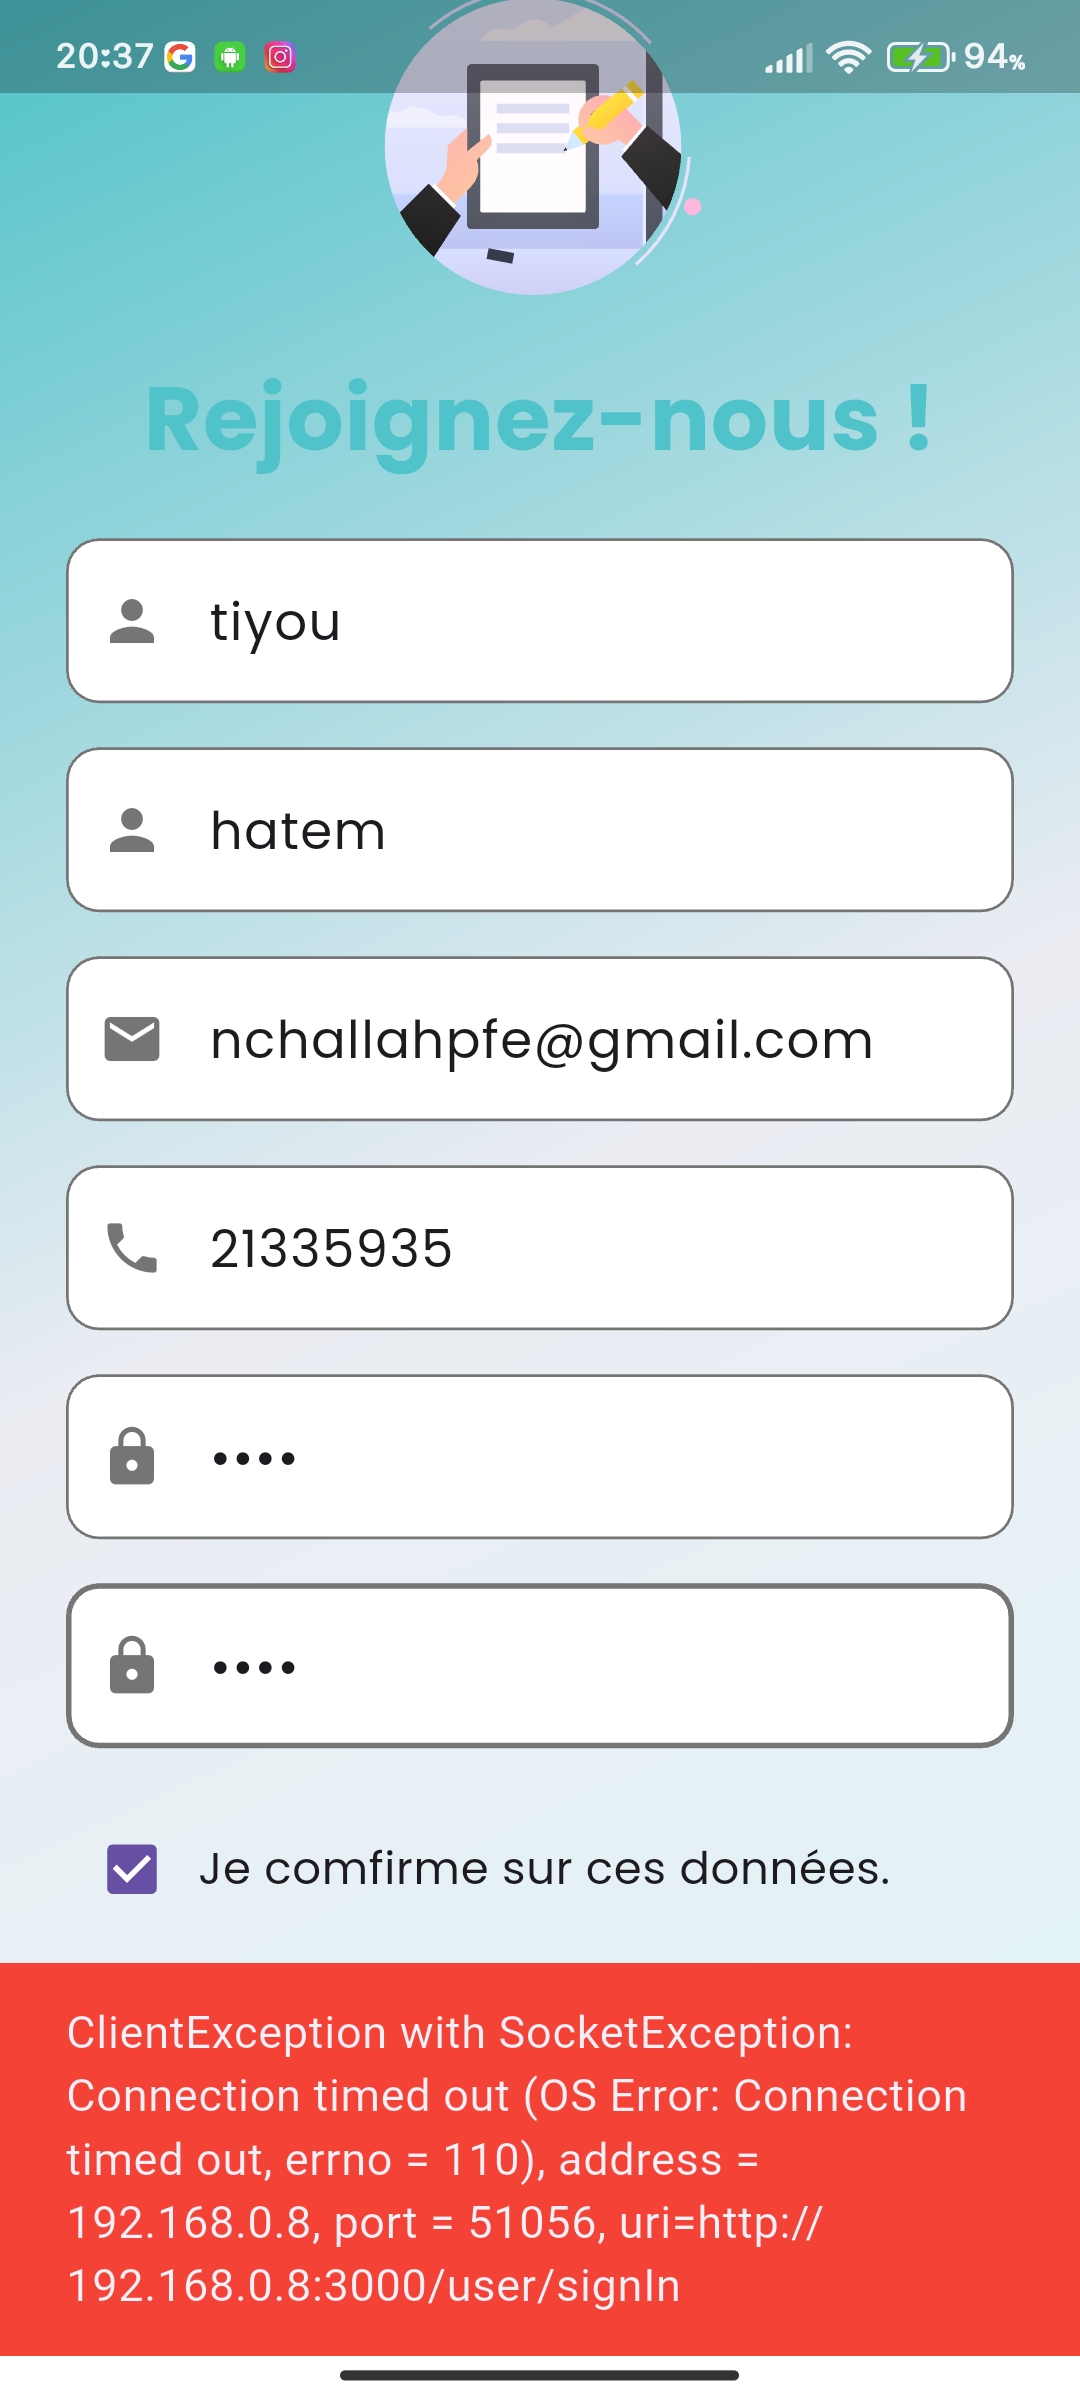 20:37
94%
Rejoignez-nous !
tiyou
hatem
nchallahpfe@gmail.com
21335935
••••
••••
Je comfirme sur ces données.
ClientException with SocketException:
Connection timed out (OS Error: Connection
timed out, errno = 110), address =
192.168.0.8, port = 51056, uri=http://
192.168.0.8:3000/user/signIn